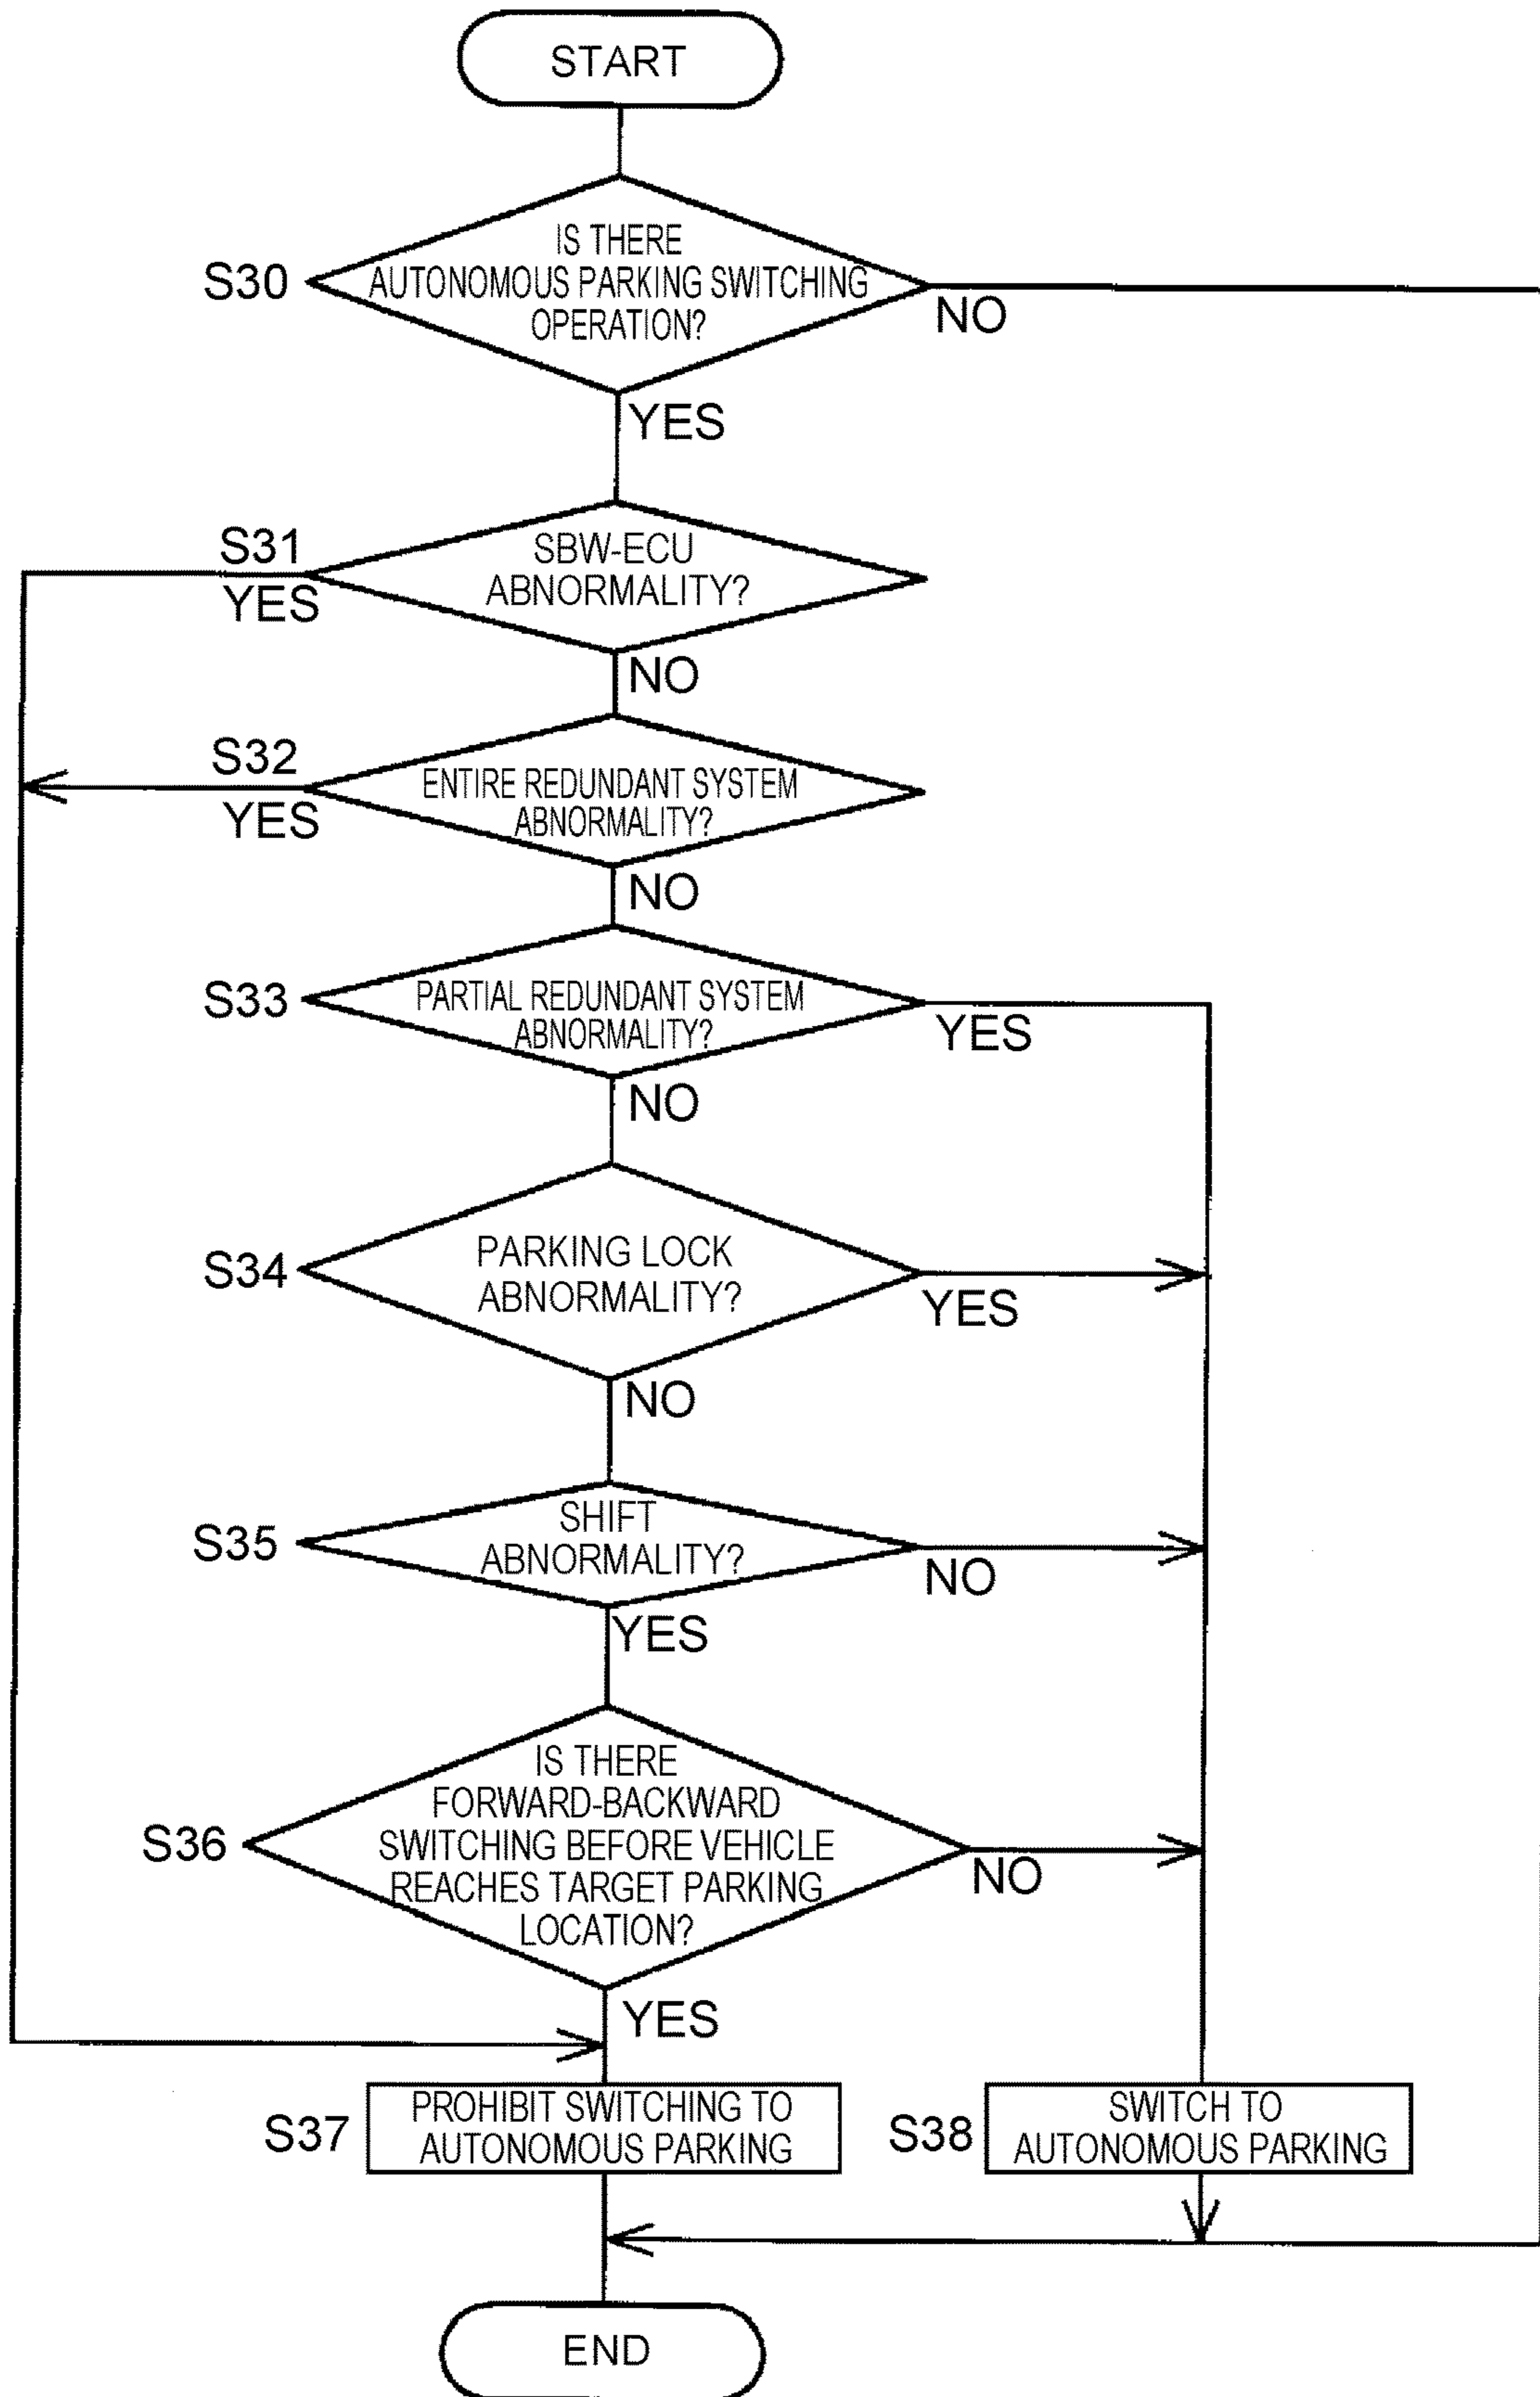 START
IS THERE
S30
AUTONOMOUS PARKING SWITCHING
OPERATION?
NO
YES
S31
SBW-ECU
ABNORMALITY?
YES
NO
S32
ENTIRE REDUNDANT SYSTEM
ABNORMALITY?
YES
NO
S33
PARTIAL REDUNDANT SYSTEM
ABNORMALITY?
YES
NO
S34
PARKING LOCK
ABNORMALITY?
YES
NO
S35
SHIFT
ABNORMALITY?
NO
YES
IS THERE
FORWARD-BACKWARD
S36
SWITCHING BEFORE VEHICLE
REACHES TARGET PARKING
LOCATION?
NO
YES
S37
PROHIBIT SWITCHING TO
AUTONOMOUS PARKING
S38
SWITCH TO
AUTONOMOUS PARKING
END